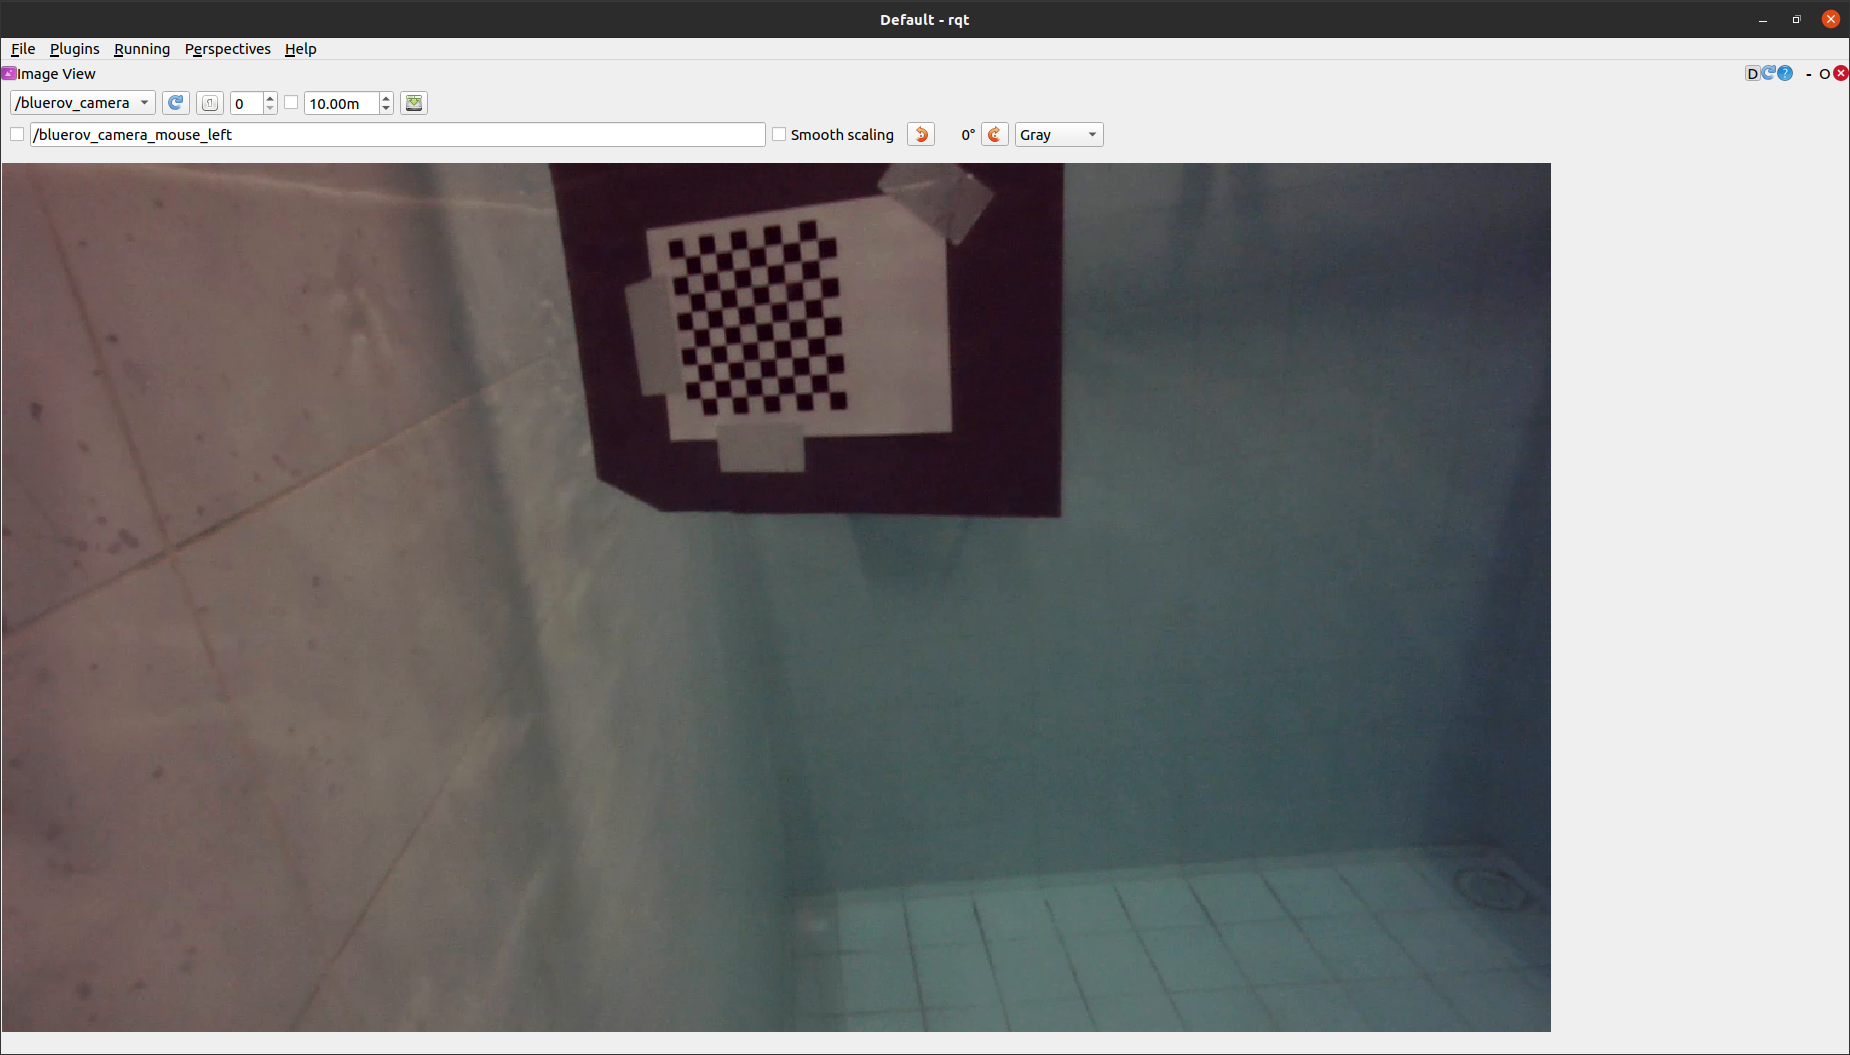 Default - rqt
File Plugins Running Perspectives Help
Image View
D ? - O
/bluerov_camera 0 10.00m
/bluerov_camera_mouse_left Smooth scaling 0° Gray